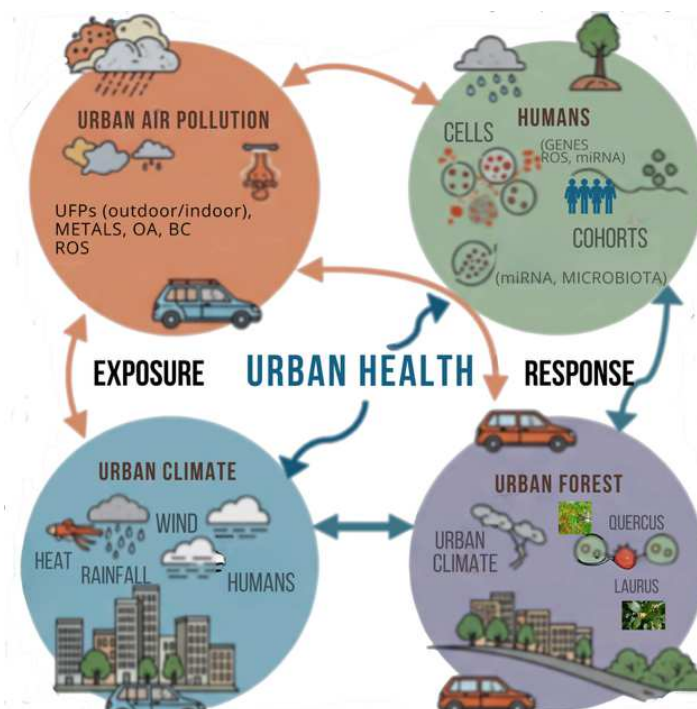 URBAN AIR POLLUTION
UFPs (outdoor/indoor),
METALS, OA, BC
ROS
HUMANS
CELLS
(GENES
ROS, miRNA)
COHORTS
(miRNA, MICROBIOTA)
EXPOSURE
URBAN HEALTH
RESPONSE
URBAN CLIMATE
WIND
HEAT
RAINFALL
HUMANS
URBAN FOREST
URBAN
CLIMATE
QUERCUS
LAURUS